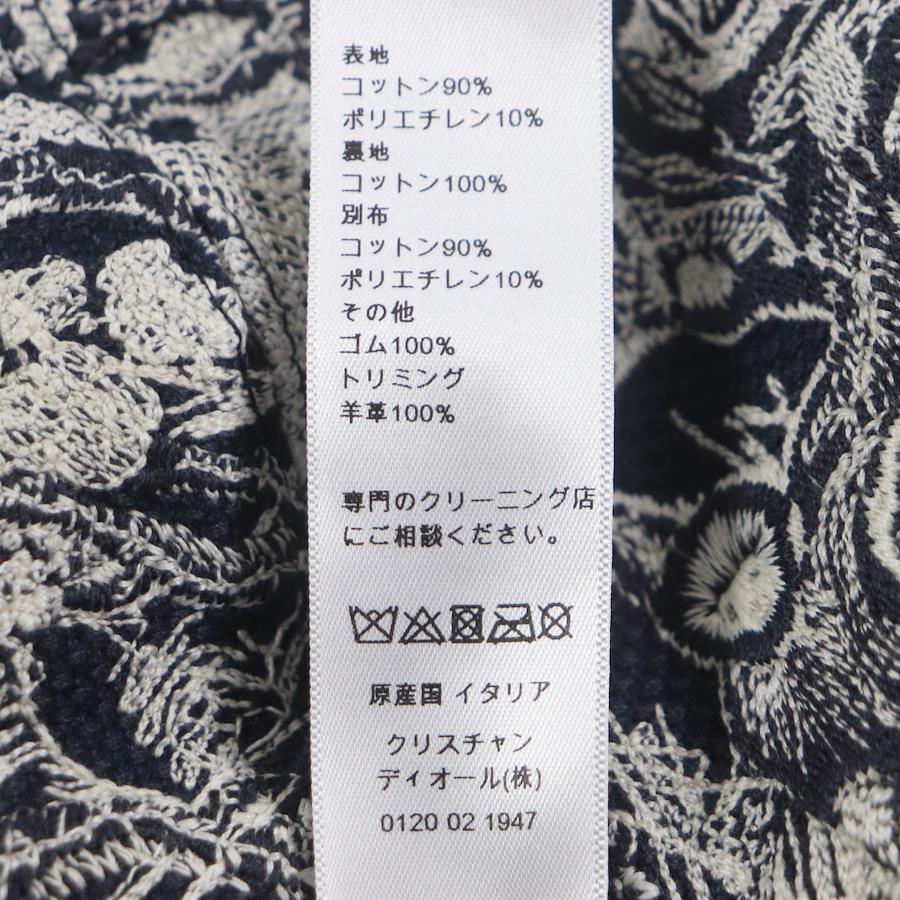 表地
コットン90%
ポリエチレン10%
裏地
コットン100%
別布
コットン90%
ポリエチレン10%
その他
ゴム100%
トリミング
羊革100%
専門のクリーニング店
にご相談ください。
原産国 イタリア
クリスチャン
ディオール(株)
0120 02 1947